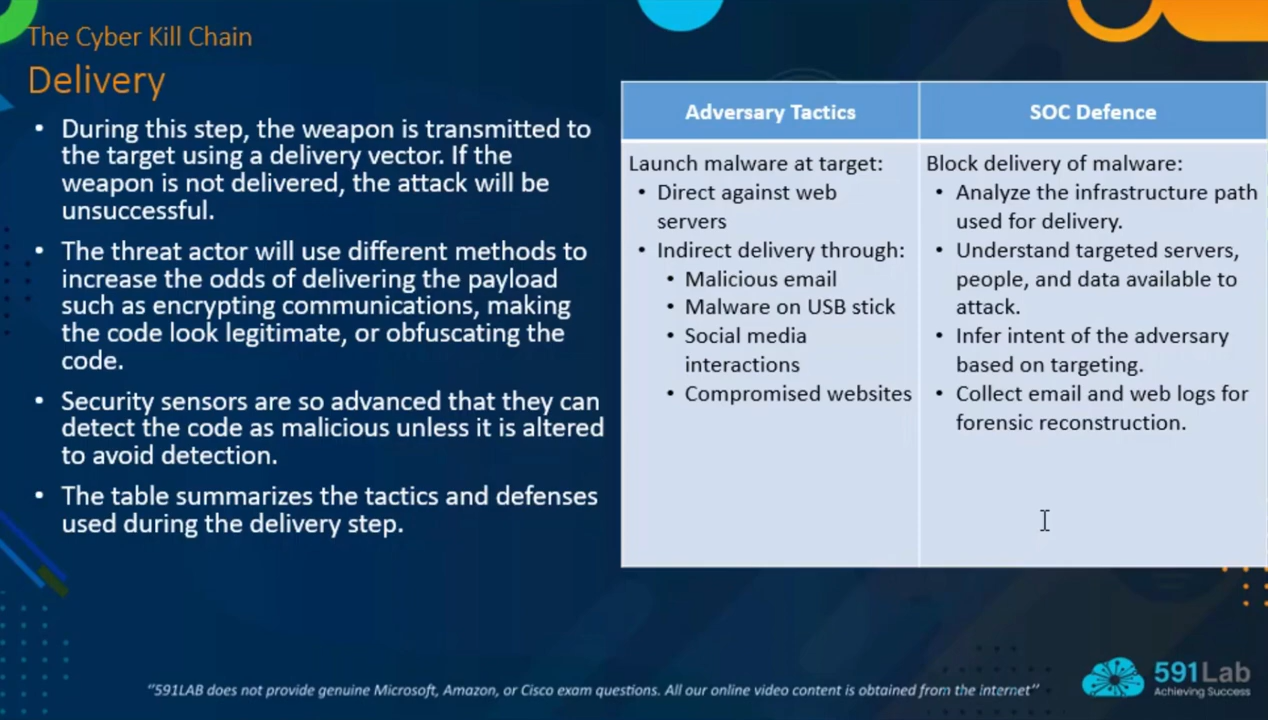 The Cyber Kill Chain
Delivery
• During this step, the weapon is transmitted to
the target using a delivery vector. If the
weapon is not delivered, the attack will be
unsuccessful.
• The threat actor will use different methods to
increase the odds of delivering the payload
such as encrypting communications, making
the code look legitimate, or obfuscating the
code.
• Security sensors are so advanced that they can
detect the code as malicious unless it is altered
to avoid detection.
• The table summarizes the tactics and defenses
used during the delivery step.
Adversary Tactics
Launch malware at target:
• Direct against web
servers
• Indirect delivery through:
• Malicious email
• Malware on USB stick
• Social media
interactions
• Compromised websites
SOC Defence
Block delivery of malware:
• Analyze the infrastructure path
used for delivery.
• Understand targeted servers,
people, and data available to
attack.
• Infer intent of the adversary
based on targeting.
• Collect email and web logs for
forensic reconstruction.
"591LAB does not provide genuine Microsoft, Amazon, or Cisco exam questions. All our online video content is obtained from the internet"
591Lab
Achieving Success